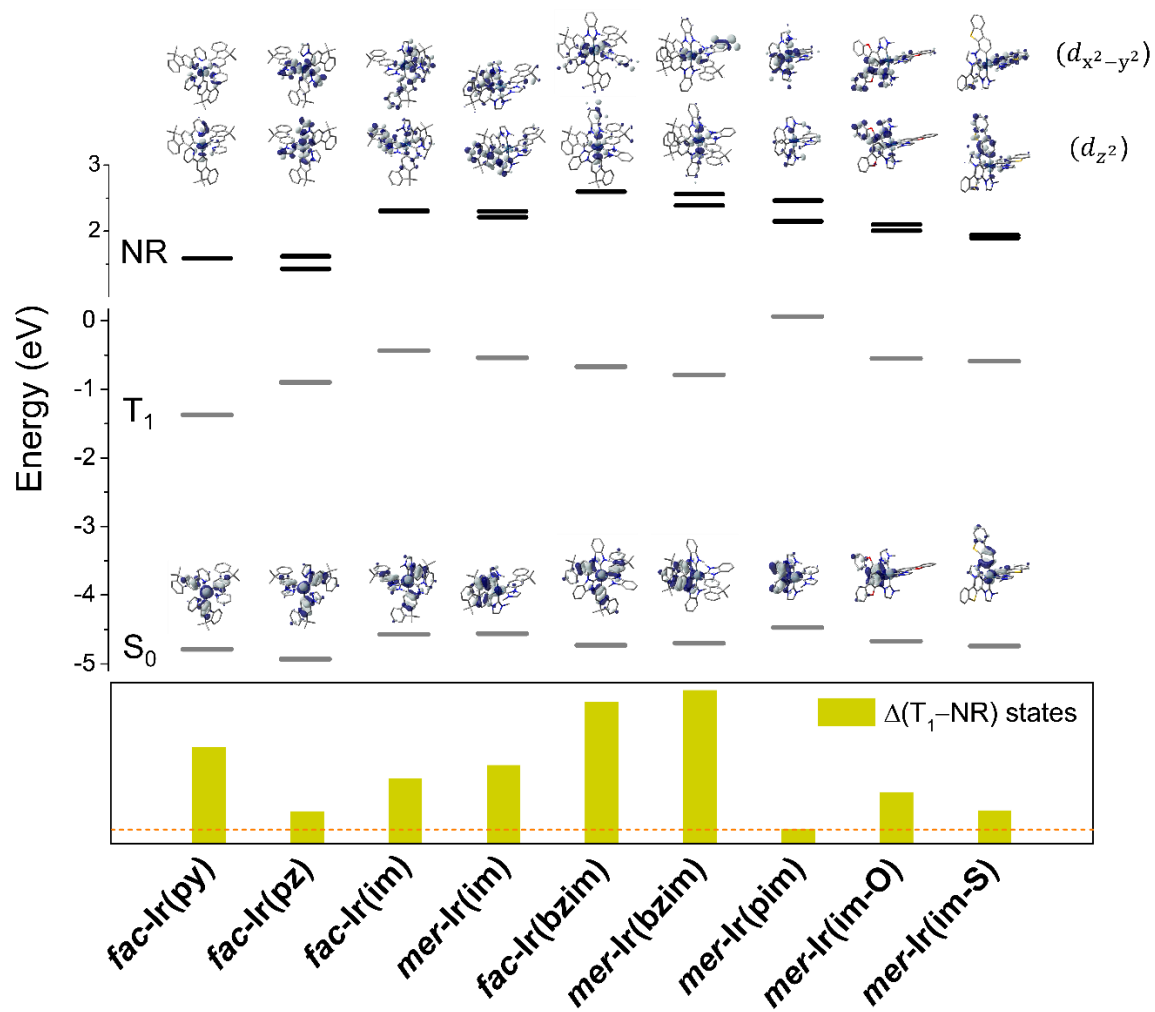 (d_{x²−y²})
(d_{z²})
3
2
NR
0
-1
T₁
-2
-3
-4
S₀
-5
Energy (eV)
Δ(T₁−NR) states
fac-Ir(py)
fac-Ir(pz)
fac-Ir(im)
mer-Ir(im)
fac-Ir(bzim)
mer-Ir(bzim)
mer-Ir(pim)
mer-Ir(im-O)
mer-Ir(im-S)